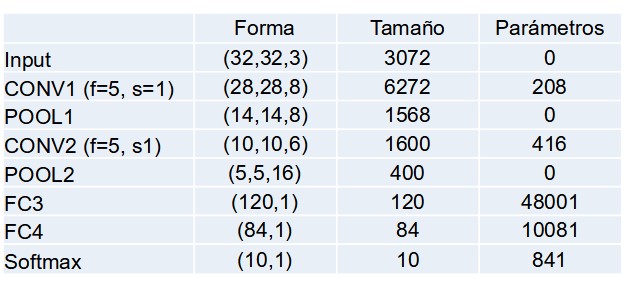 Forma Tamaño Parámetros
Input (32,32,3) 3072 0
CONV1 (f=5, s=1) (28,28,8) 6272 208
POOL1 (14,14,8) 1568 0
CONV2 (f=5, s1) (10,10,6) 1600 416
POOL2 (5,5,16) 400 0
FC3 (120,1) 120 48001
FC4 (84,1) 84 10081
Softmax (10,1) 10 841